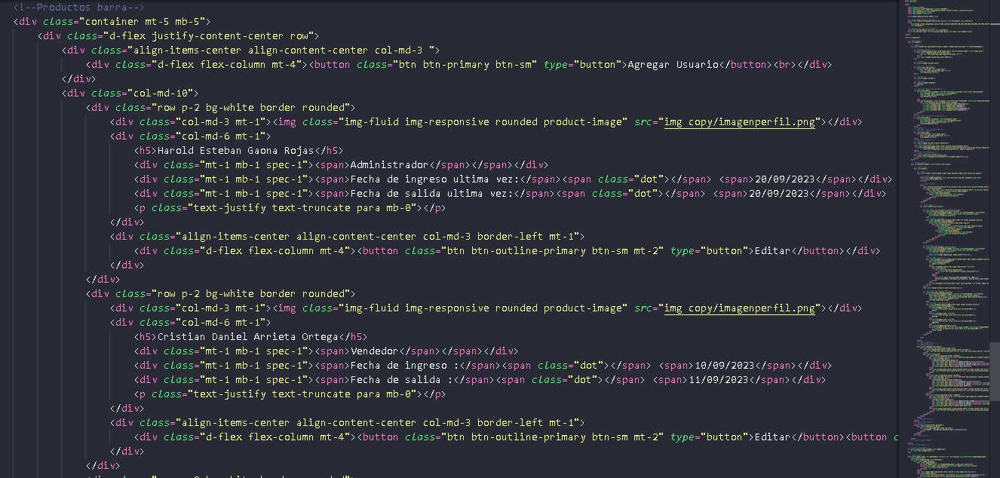 <!--Productos barra-->
<div class="container mt-5 mb-5">
<div class="d-flex justify-content-center row">
<div class="align-items-center align-content-center col-md-3 ">
<div class="d-flex flex-column mt-4"><button class="btn btn-primary btn-sm" type="button">Agregar Usuario</button><br></div>
</div>
<div class="col-md-10">
<div class="row p-2 bg-white border rounded">
<div class="col-md-3 mt-1"><img class="img-fluid img-responsive rounded product-image" src="img copy/imagenperfil.png"></div>
<div class="col-md-6 mt-1">
<h5>Harold Esteban Gaona Rojas</h5>
<div class="mt-1 mb-1 spec-1"><span>Administrador</span></span></div>
<div class="mt-1 mb-1 spec-1"><span>Fecha de ingreso ultima vez:</span><span class="dot"></span> <span>20/09/2023</span></div>
<div class="mt-1 mb-1 spec-1"><span>Fecha de salida ultima vez:</span><span class="dot"></span> <span>20/09/2023</span></div>
<p class="text-justify text-truncate para mb-0"></p>
</div>
<div class="align-items-center align-content-center col-md-3 border-left mt-1">
<div class="d-flex flex-column mt-4"><button class="btn btn-outline-primary btn-sm mt-2" type="button">Editar</button></div>
</div>
</div>
<div class="row p-2 bg-white border rounded">
<div class="col-md-3 mt-1"><img class="img-fluid img-responsive rounded product-image" src="img copy/imagenperfil.png"></div>
<div class="col-md-6 mt-1">
<h5>Cristian Daniel Arrieta Ortega</h5>
<div class="mt-1 mb-1 spec-1"><span>Vendedor</span></span></div>
<div class="mt-1 mb-1 spec-1"><span>Fecha de ingreso :</span><span class="dot"></span> <span>10/09/2023</span></div>
<div class="mt-1 mb-1 spec-1"><span>Fecha de salida :</span><span class="dot"></span> <span>11/09/2023</span></div>
<p class="text-justify text-truncate para mb-0"></p>
</div>
<div class="align-items-center align-content-center col-md-3 border-left mt-1">
<div class="d-flex flex-column mt-4"><button class="btn btn-outline-primary btn-sm mt-2" type="button">Editar</button><button c
</div>
</div>